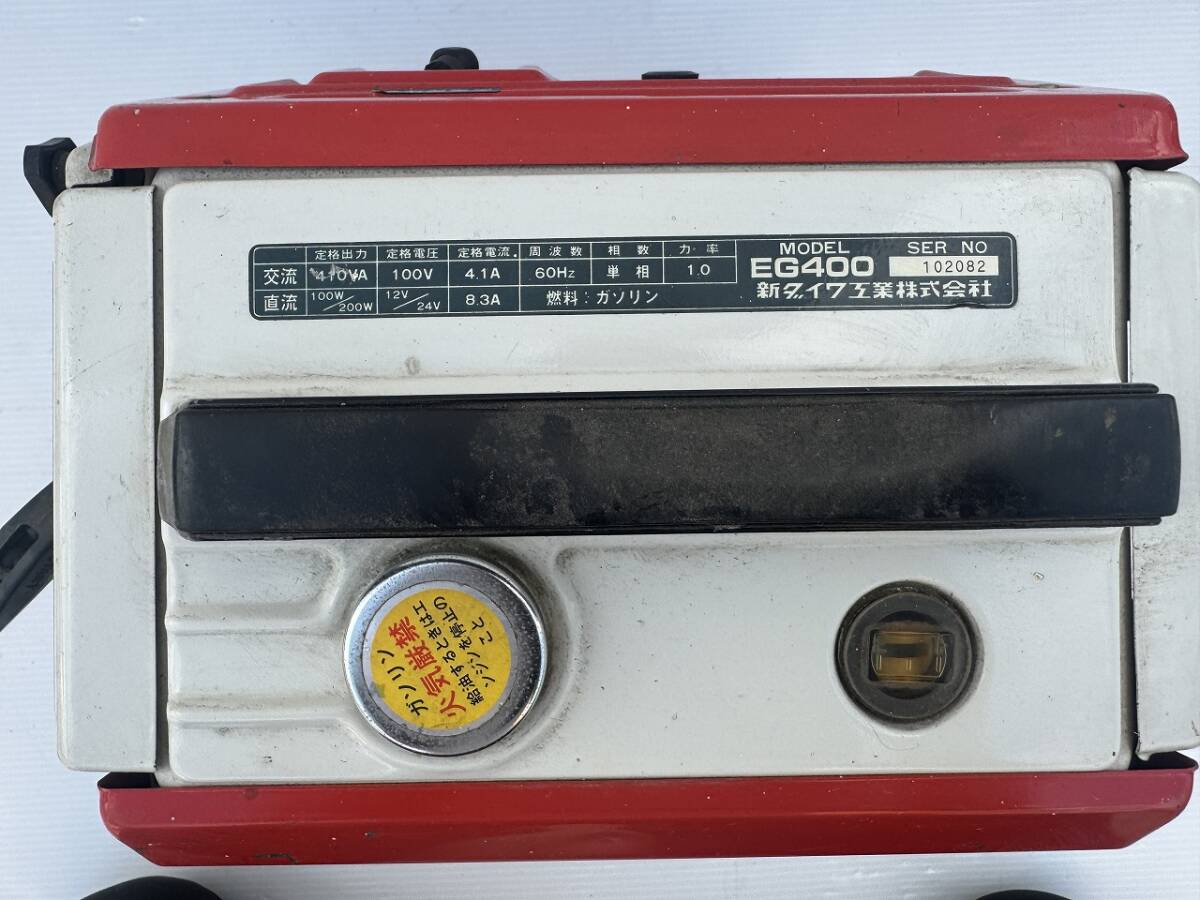 定格出力 定格電圧 定格電流 周波数 相数 力率
交流 410VA 100V 4.1A 60Hz 単相 1.0
直流 100W/200W 12V/24V 8.3A 燃料:ガソリン
MODEL SER NO
EG400 102082
新ダイワ工業株式会社
ガソリン
火気厳禁
給油するときはエ
ンジンを停止の
こと